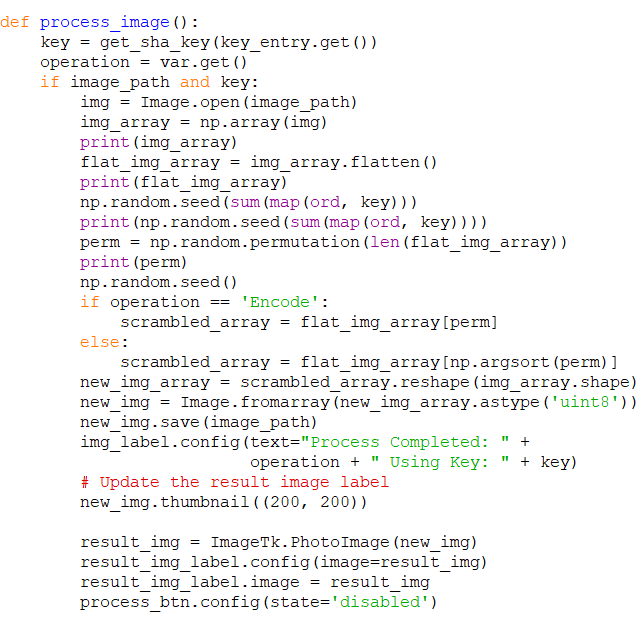 def process_image():
    key = get_sha_key(key_entry.get())
    operation = var.get()
    if image_path and key:
        img = Image.open(image_path)
        img_array = np.array(img)
        print(img_array)
        flat_img_array = img_array.flatten()
        print(flat_img_array)
        np.random.seed(sum(map(ord, key)))
        print(np.random.seed(sum(map(ord, key))))
        perm = np.random.permutation(len(flat_img_array))
        print(perm)
        np.random.seed()
        if operation == 'Encode':
            scrambled_array = flat_img_array[perm]
        else:
            scrambled_array = flat_img_array[np.argsort(perm)]
        new_img_array = scrambled_array.reshape(img_array.shape)
        new_img = Image.fromarray(new_img_array.astype('uint8'))
        new_img.save(image_path)
        img_label.config(text="Process Completed: " +
                         operation + " Using Key: " + key)
        # Update the result image label
        new_img.thumbnail((200, 200))

        result_img = ImageTk.PhotoImage(new_img)
        result_img_label.config(image=result_img)
        result_img_label.image = result_img
        process_btn.config(state='disabled')